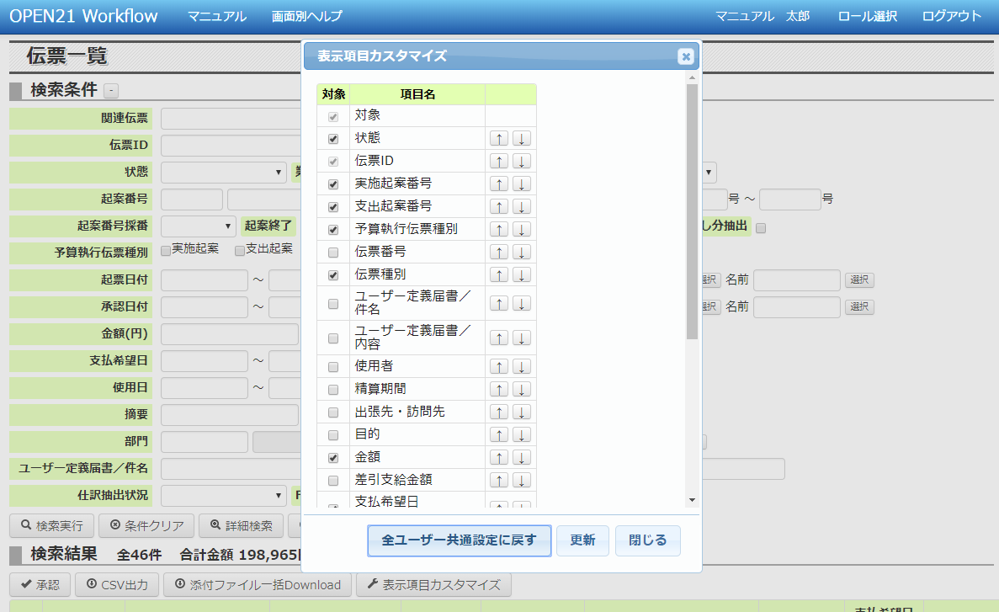 OPEN21 Workflow マニュアル 画面別ヘルプ マニュアル 太郎 ロール選択 ログアウト
伝票一覧
検索条件 -
関連伝票
伝票ID
状態
起案番号 号 ～ 号
起案番号採番 起案終了 し分抽出
予算執行伝票種別 実施起案 支出起案
起票日付 ～ 選択 名前 選択
承認日付 ～ 選択 名前 選択
金額(円)
支払希望日 ～
使用日 ～
摘要
部門
ユーザー定義届書／件名
仕訳抽出状況
検索実行 条件クリア 詳細検索
検索結果 全46件 合計金額 198,965
承認 CSV出力 添付ファイル一括Download 表示項目カスタマイズ
支払希望日
表示項目カスタマイズ
対象 項目名
対象
状態 ↑ ↓
伝票ID ↑ ↓
実施起案番号 ↑ ↓
支出起案番号 ↑ ↓
予算執行伝票種別 ↑ ↓
伝票番号 ↑ ↓
伝票種別 ↑ ↓
ユーザー定義届書／
件名 ↑ ↓
ユーザー定義届書／
内容 ↑ ↓
使用者 ↑ ↓
精算期間 ↑ ↓
出張先・訪問先 ↑ ↓
目的 ↑ ↓
金額 ↑ ↓
差引支給金額 ↑ ↓
支払希望日
全ユーザー共通設定に戻す 更新 閉じる